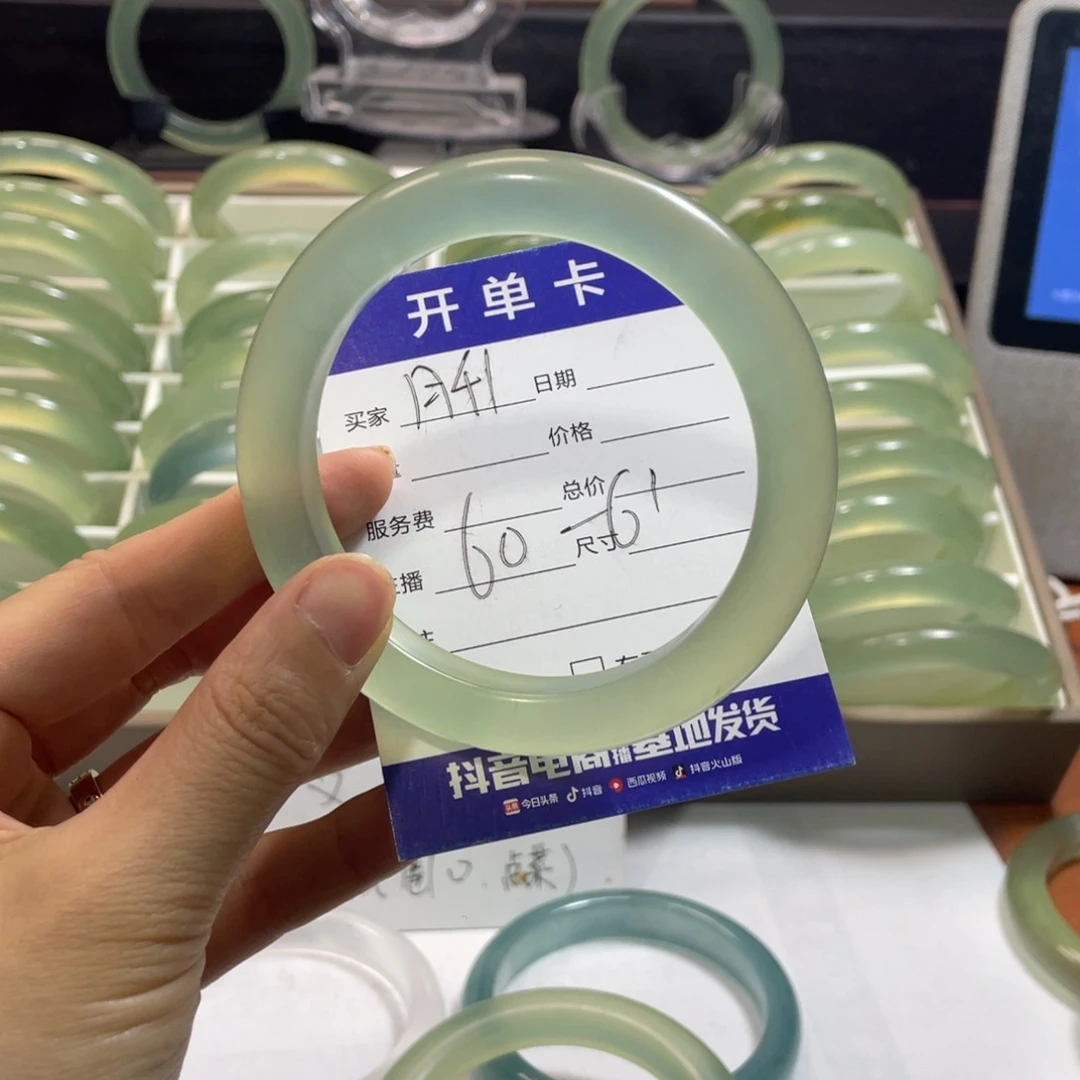 开单卡
买家 1741 日期
价格
总价
服务费 60-61
尺寸
播
抖音电商播基地发货
今日头条 抖音 西瓜视频 抖音火山版